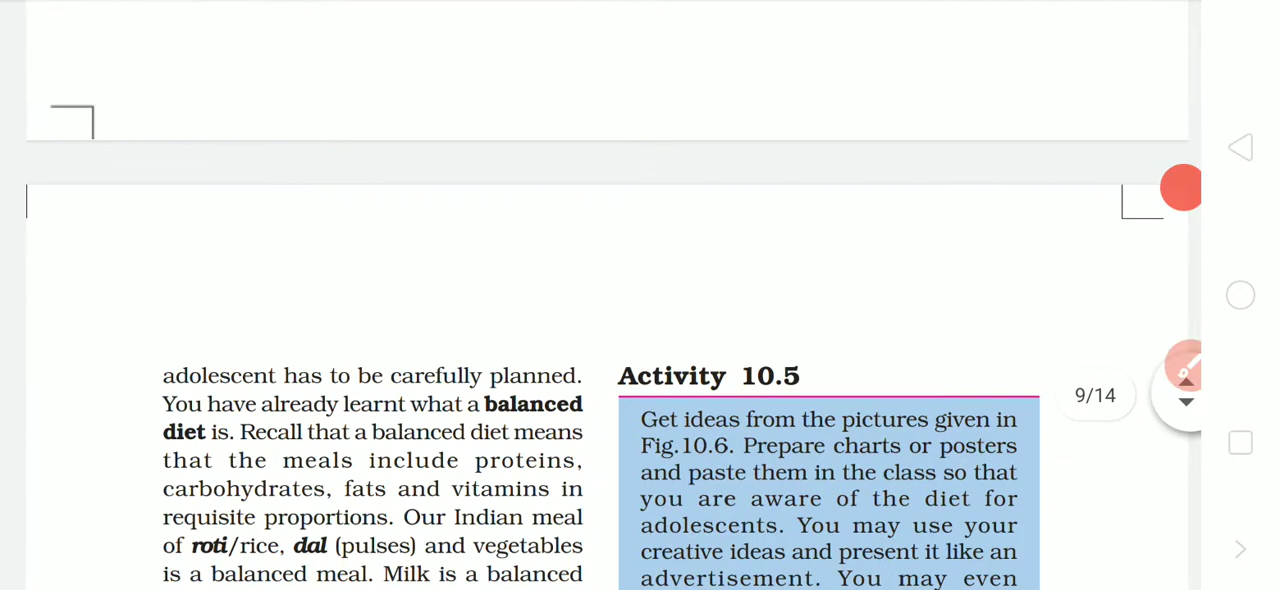 adolescent has to be carefully planned.
You have already learnt what a balanced
diet is. Recall that a balanced diet means
that the meals include proteins,
carbohydrates, fats and vitamins in
requisite proportions. Our Indian meal
of roti/rice, dal (pulses) and vegetables
is a balanced meal. Milk is a balanced
Activity 10.5
Get ideas from the pictures given in
Fig.10.6. Prepare charts or posters
and paste them in the class so that
you are aware of the diet for
adolescents. You may use your
creative ideas and present it like an
advertisement. You may even
9/14